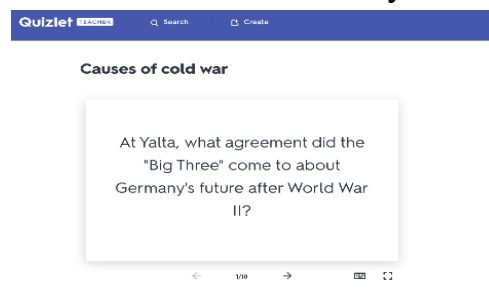 Quizlet TEACHER Search Create
Causes of cold war
At Yalta, what agreement did the
"Big Three" come to about
Germany's future after World War
II?
1/10